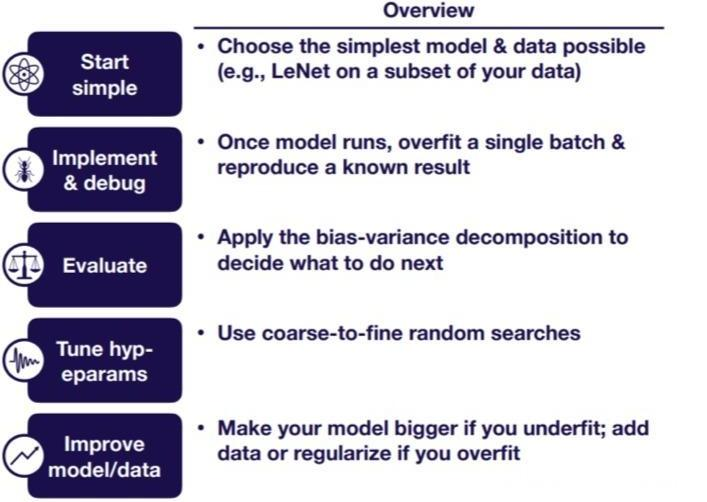 Overview
Start
simple
• Choose the simplest model & data possible
(e.g., LeNet on a subset of your data)
Implement
& debug
• Once model runs, overfit a single batch &
reproduce a known result
Evaluate
• Apply the bias-variance decomposition to
decide what to do next
Tune hyp-
eparams
• Use coarse-to-fine random searches
Improve
model/data
• Make your model bigger if you underfit; add
data or regularize if you overfit